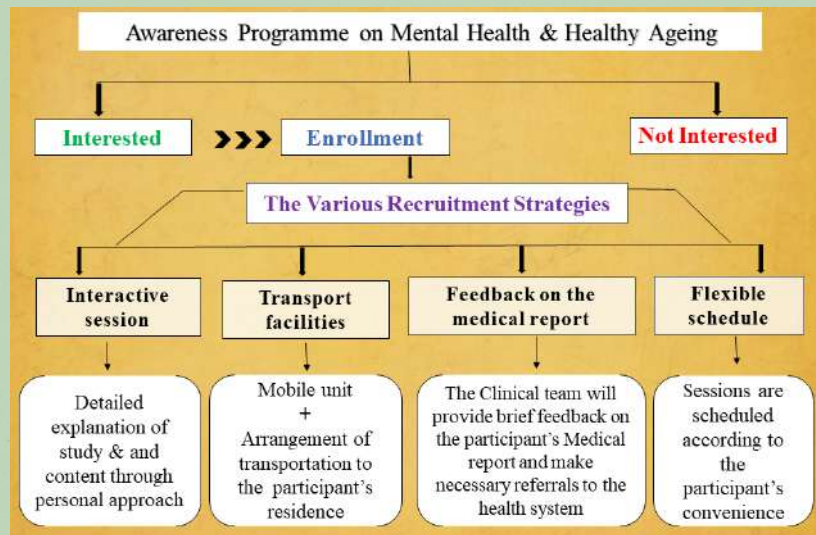 Awareness Programme on Mental Health & Healthy Ageing
Interested
Enrollment
Not Interested
The Various Recruitment Strategies
Interactive
session
Transport
facilities
Feedback on the
medical report
Flexible
schedule
Detailed
explanation of
study & and
content through
personal approach
Mobile unit
+
Arrangement of
transportation to
the participant's
residence
The Clinical team will
provide brief feedback on
the participant's Medical
report and make
necessary referrals to the
health system
Sessions are
scheduled
according to
the
participant's
convenience